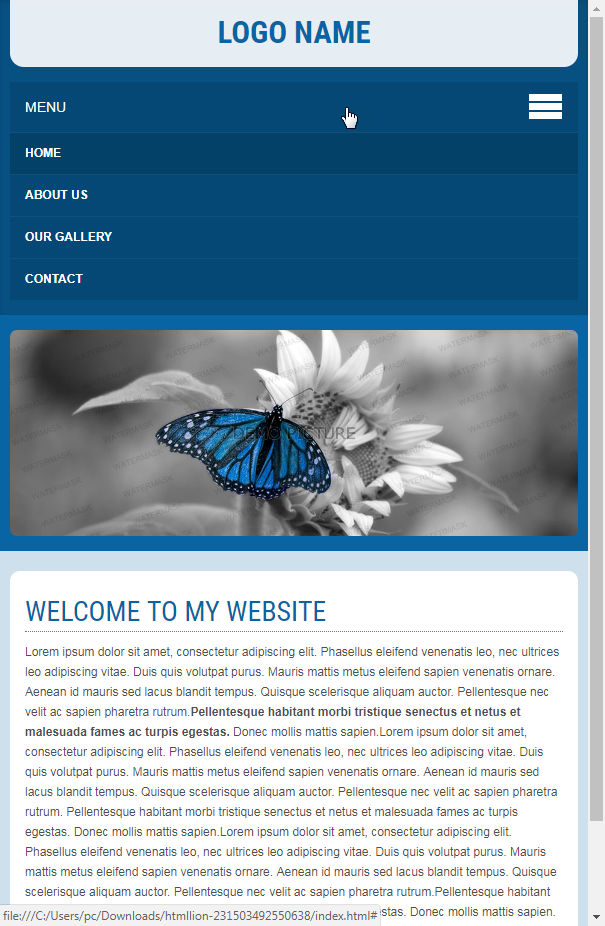 LOGO NAME
MENU
HOME
ABOUT US
OUR GALLERY
CONTACT
WATERMARK
DEMO PICTURE
WELCOME TO MY WEBSITE
Lorem ipsum dolor sit amet, consectetur adipiscing elit. Phasellus eleifend venenatis leo, nec ultrices
leo adipiscing vitae. Duis quis volutpat purus. Mauris mattis metus eleifend sapien venenatis ornare.
Aenean id mauris sed lacus blandit tempus. Quisque scelerisque aliquam auctor. Pellentesque nec
velit ac sapien pharetra rutrum.Pellentesque habitant morbi tristique senectus et netus et
malesuada fames ac turpis egestas. Donec mollis mattis sapien.Lorem ipsum dolor sit amet,
consectetur adipiscing elit. Phasellus eleifend venenatis leo, nec ultrices leo adipiscing vitae. Duis
quis volutpat purus. Mauris mattis metus eleifend sapien venenatis ornare. Aenean id mauris sed
lacus blandit tempus. Quisque scelerisque aliquam auctor. Pellentesque nec velit ac sapien pharetra
rutrum. Pellentesque habitant morbi tristique senectus et netus et malesuada fames ac turpis
egestas. Donec mollis mattis sapien.Lorem ipsum dolor sit amet, consectetur adipiscing elit.
Phasellus eleifend venenatis leo, nec ultrices leo adipiscing vitae. Duis quis volutpat purus. Mauris
mattis metus eleifend sapien venenatis ornare. Aenean id mauris sed lacus blandit tempus. Quisque
scelerisque aliquam auctor. Pellentesque nec velit ac sapien pharetra rutrum.Pellentesque habitant
stas. Donec mollis mattis sapien.
file:///C:/Users/pc/Downloads/htmllion-231503492550638/index.html#